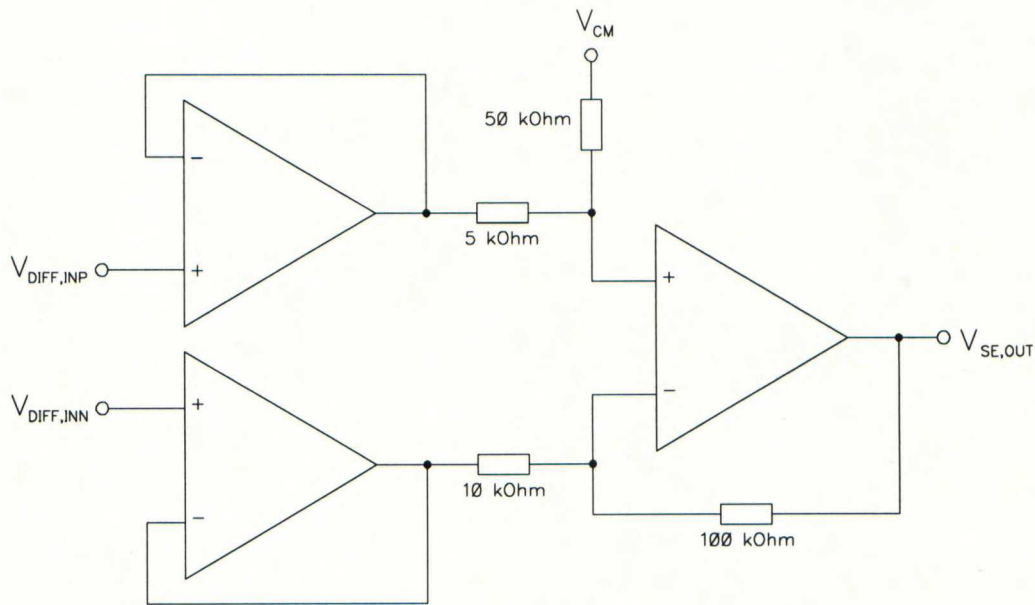 V_CM
50 kOhm
−
5 kOhm
V_DIFF,INP
+
+
V_SE,OUT
V_DIFF,INN
+
−
10 kOhm
−
100 kOhm